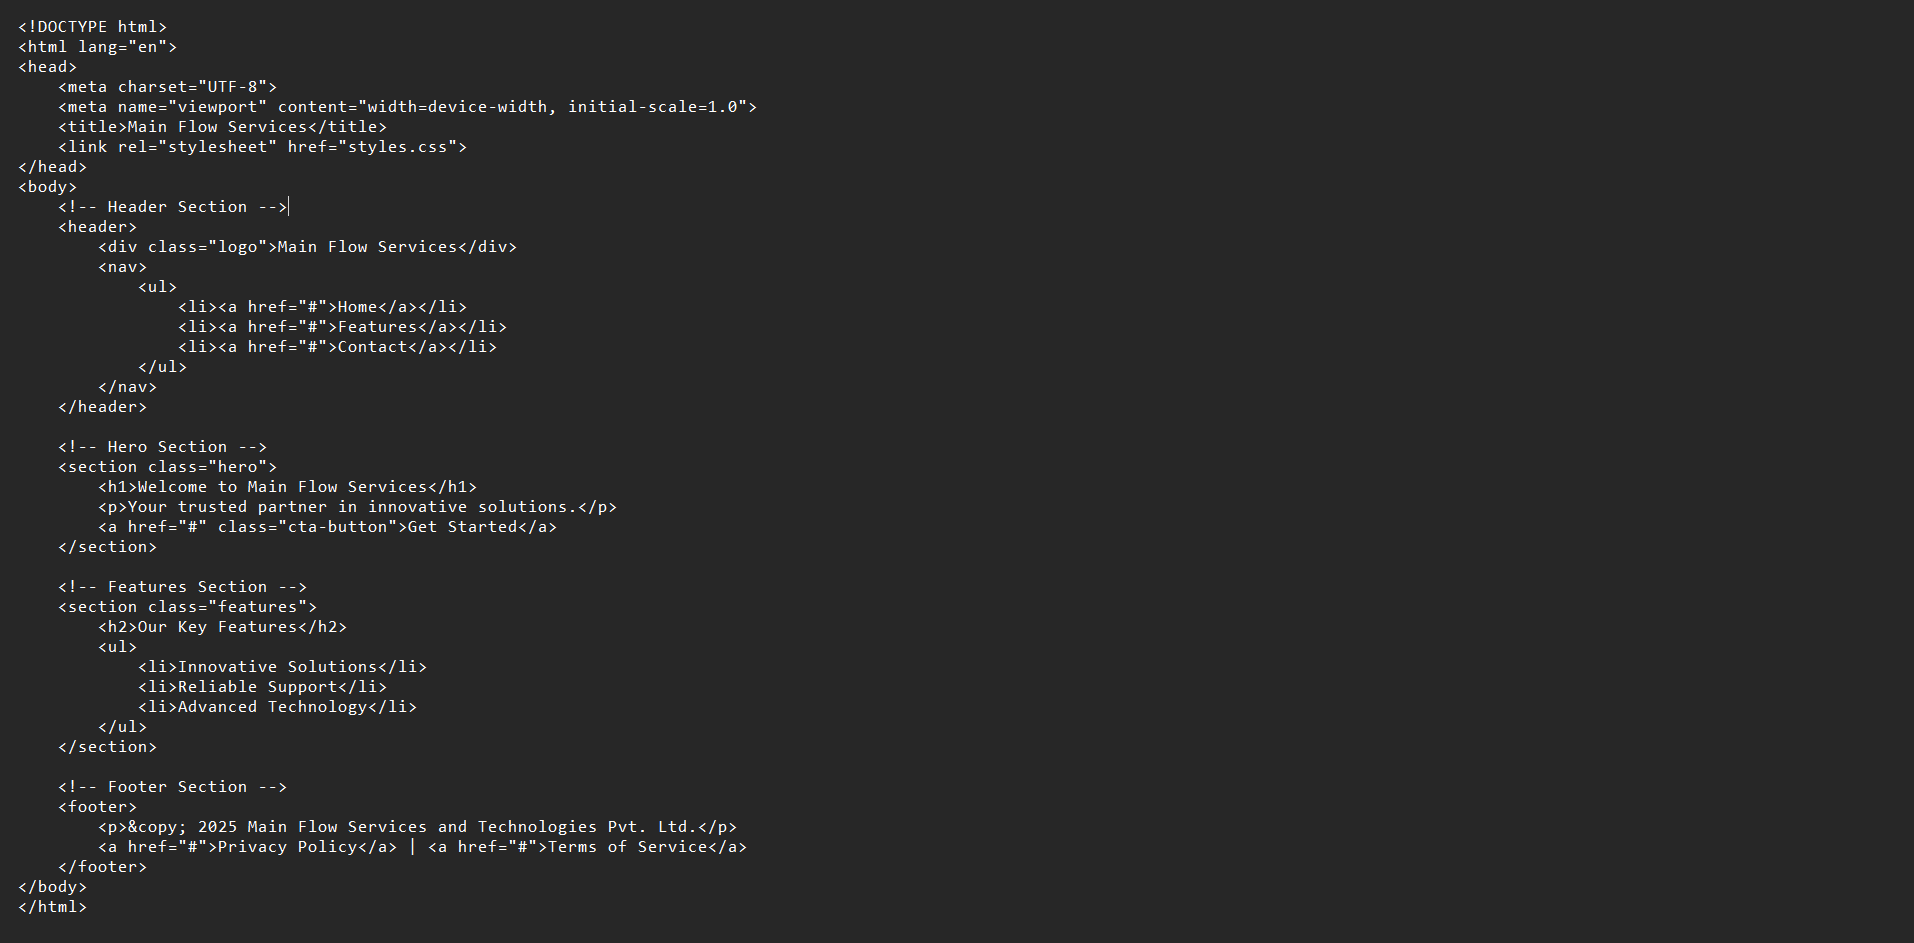 <!DOCTYPE html>
<html lang="en">
<head>
    <meta charset="UTF-8">
    <meta name="viewport" content="width=device-width, initial-scale=1.0">
    <title>Main Flow Services</title>
    <link rel="stylesheet" href="styles.css">
</head>
<body>
    <!-- Header Section -->
    <header>
        <div class="logo">Main Flow Services</div>
        <nav>
            <ul>
                <li><a href="#">Home</a></li>
                <li><a href="#">Features</a></li>
                <li><a href="#">Contact</a></li>
            </ul>
        </nav>
    </header>

    <!-- Hero Section -->
    <section class="hero">
        <h1>Welcome to Main Flow Services</h1>
        <p>Your trusted partner in innovative solutions.</p>
        <a href="#" class="cta-button">Get Started</a>
    </section>

    <!-- Features Section -->
    <section class="features">
        <h2>Our Key Features</h2>
        <ul>
            <li>Innovative Solutions</li>
            <li>Reliable Support</li>
            <li>Advanced Technology</li>
        </ul>
    </section>

    <!-- Footer Section -->
    <footer>
        <p>&copy; 2025 Main Flow Services and Technologies Pvt. Ltd.</p>
        <a href="#">Privacy Policy</a> | <a href="#">Terms of Service</a>
    </footer>
</body>
</html>